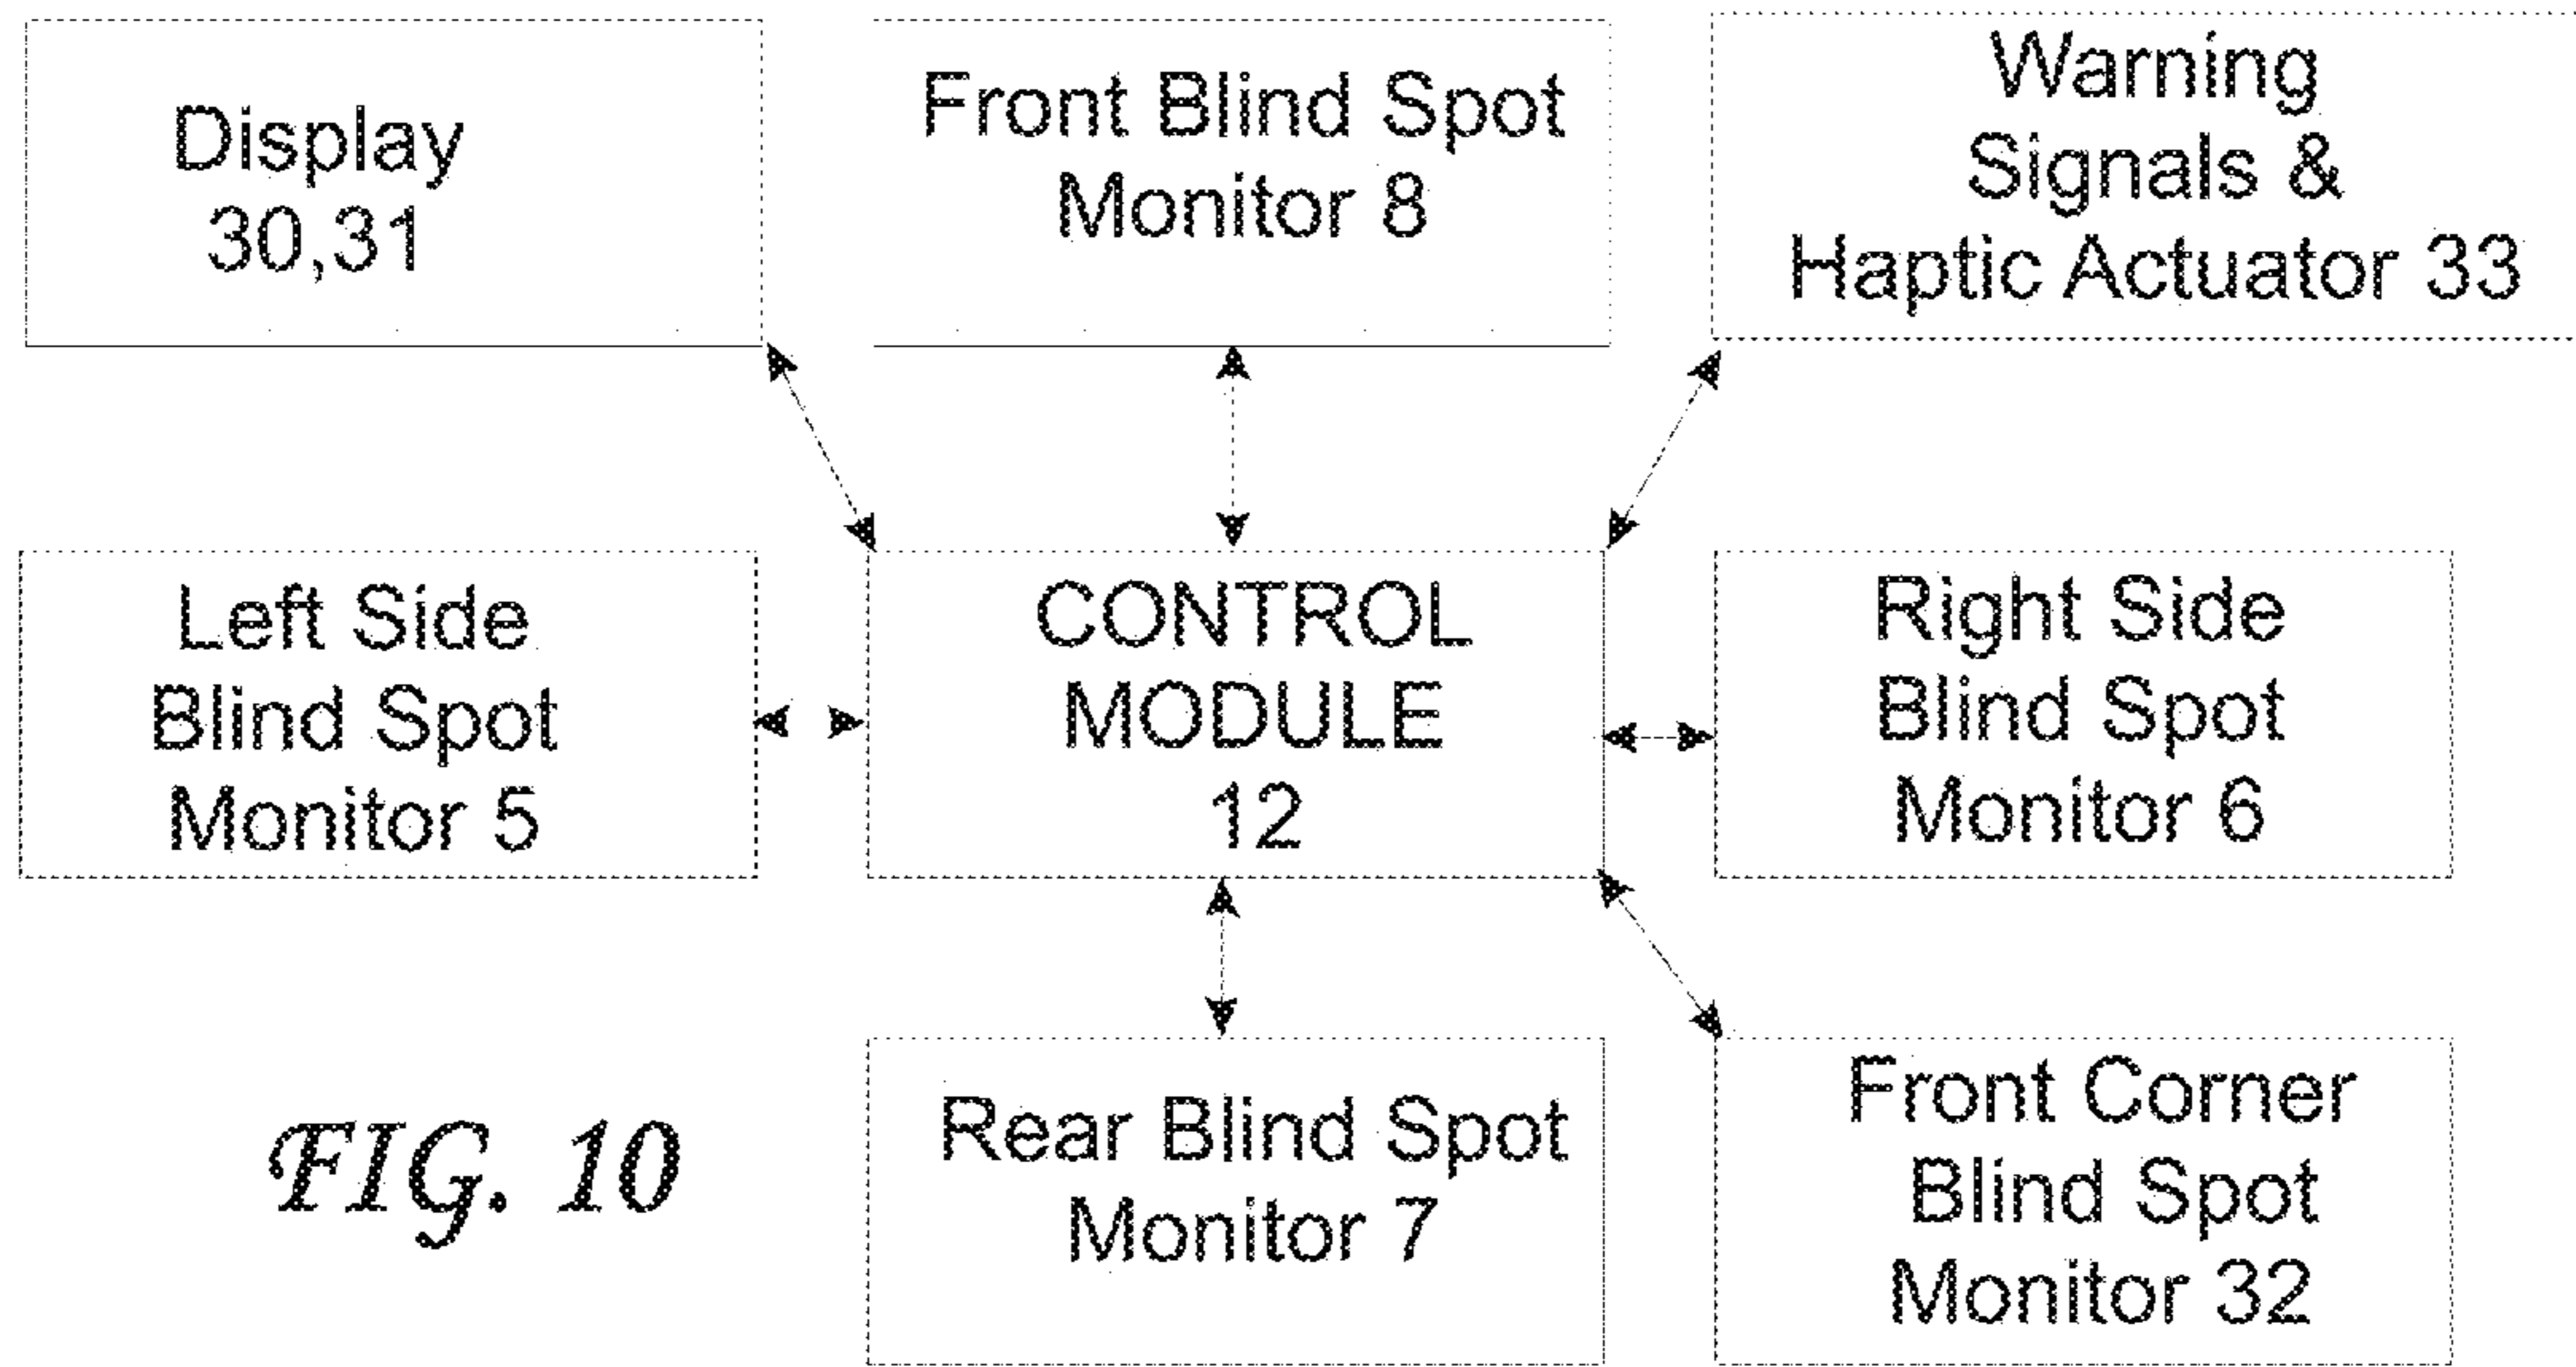 Display
30,31
Front Blind Spot
Monitor 8
Warning
Signals &
Haptic Actuator 33
Left Side
Blind Spot
Monitor 5
CONTROL
MODULE
12
Right Side
Blind Spot
Monitor 6
Rear Blind Spot
Monitor 7
Front Corner
Blind Spot
Monitor 32
FIG. 10